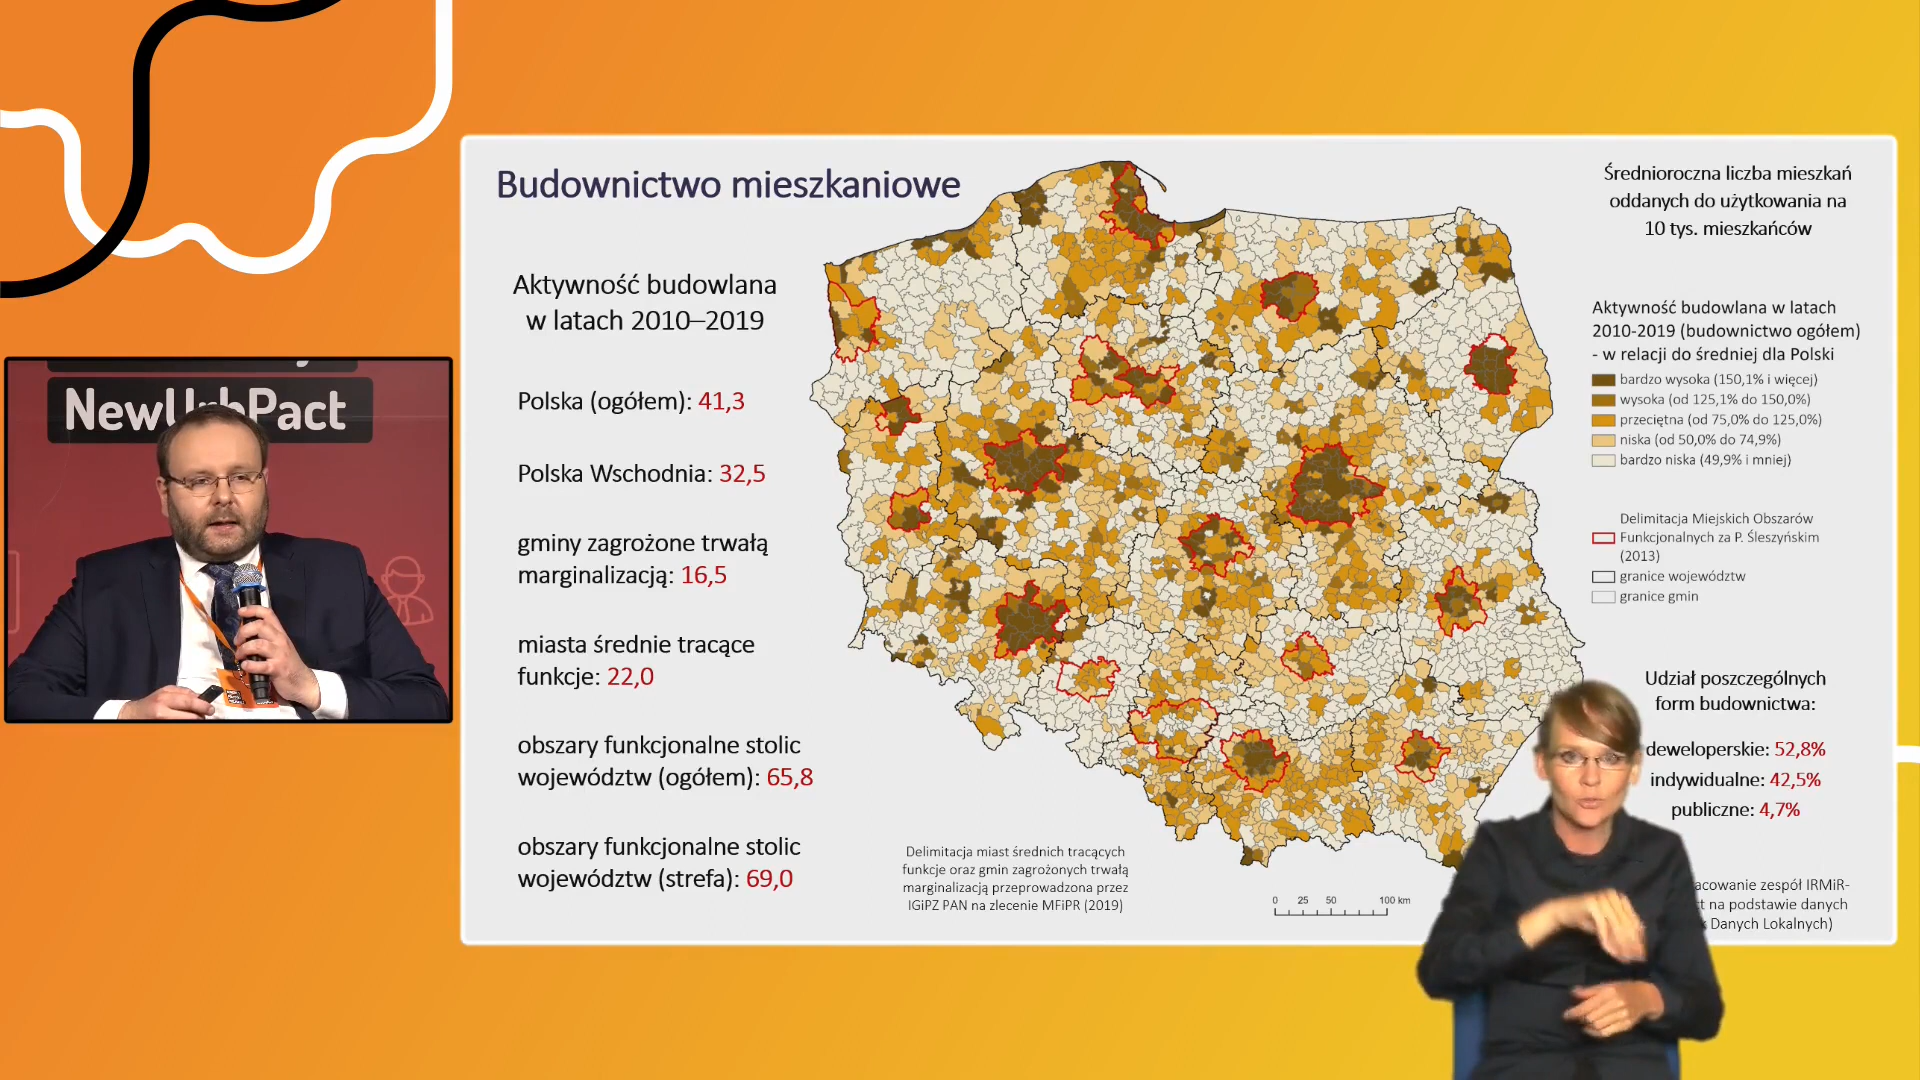 NewUrbPact
Budownictwo mieszkaniowe
Aktywność budowlana
w latach 2010–2019
Polska (ogółem): 41,3
Polska Wschodnia: 32,5
gminy zagrożone trwałą
marginalizacją: 16,5
miasta średnie tracące
funkcje: 22,0
obszary funkcjonalne stolic
województw (ogółem): 65,8
obszary funkcjonalne stolic
województw (strefa): 69,0
Delimitacja miast średnich tracących
funkcje oraz gmin zagrożonych trwałą
marginalizacją przeprowadzona przez
IGiPZ PAN na zlecenie MFiPR (2019)
0 25 50 100 km
Średnioroczna liczba mieszkań
oddanych do użytkowania na
10 tys. mieszkańców
Aktywność budowlana w latach
2010-2019 (budownictwo ogółem)
- w relacji do średniej dla Polski
bardzo wysoka (150,1% i więcej)
wysoka (od 125,1% do 150,0%)
przeciętna (od 75,0% do 125,0%)
niska (od 50,0% do 74,9%)
bardzo niska (49,9% i mniej)
Delimitacja Miejskich Obszarów
Funkcjonalnych za P. Śleszyńskim
(2013)
granice województw
granice gmin
Udział poszczególnych
form budownictwa:
deweloperskie: 52,8%
indywidualne: 42,5%
publiczne: 4,7%
zespół IRMiR-
na podstawie danych
Danych Lokalnych)